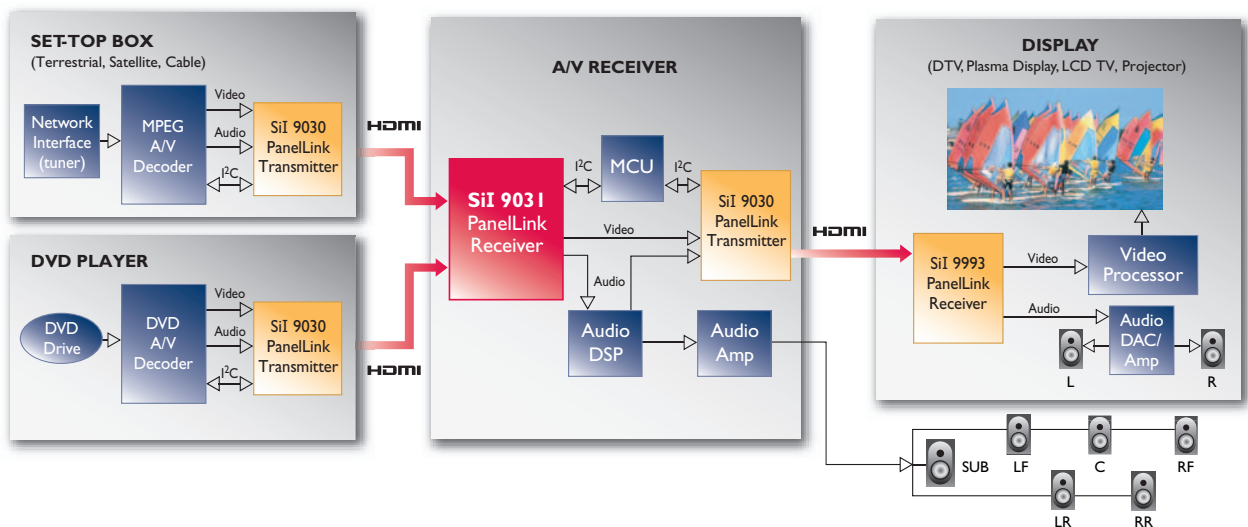 SET-TOP BOX
(Terrestrial, Satellite, Cable)
Network
Interface
(tuner)
MPEG
A/V
Decoder
Video
Audio
I²C
SiI 9030
PanelLink
Transmitter
HDMI
DVD PLAYER
DVD
Drive
DVD
A/V
Decoder
Video
Audio
I²C
SiI 9030
PanelLink
Transmitter
HDMI
A/V RECEIVER
SiI 9031
PanelLink
Receiver
I²C
MCU
I²C
Video
Audio
SiI 9030
PanelLink
Transmitter
Audio
DSP
Audio
Amp
HDMI
DISPLAY
(DTV, Plasma Display, LCD TV, Projector)
SiI 9993
PanelLink
Receiver
Video
Video
Processor
Audio
Audio
DAC/
Amp
L
R
SUB
LF
C
RF
LR
RR